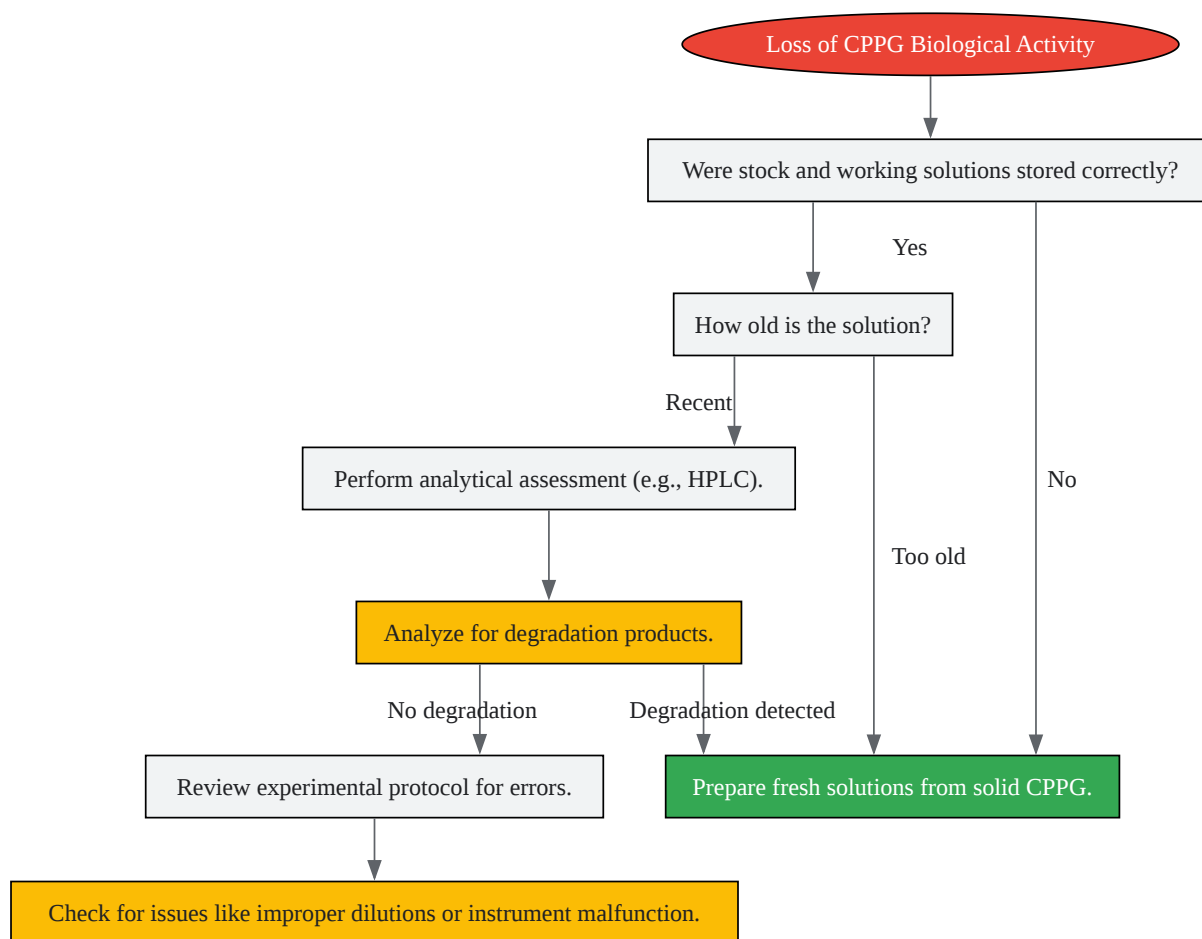 Loss of CPPG Biological Activity
Were stock and working solutions stored correctly?
Yes
How old is the solution?
Recent
Perform analytical assessment (e.g., HPLC).
No
Too old
Analyze for degradation products.
No degradation
Degradation detected
Review experimental protocol for errors.
Prepare fresh solutions from solid CPPG.
Check for issues like improper dilutions or instrument malfunction.